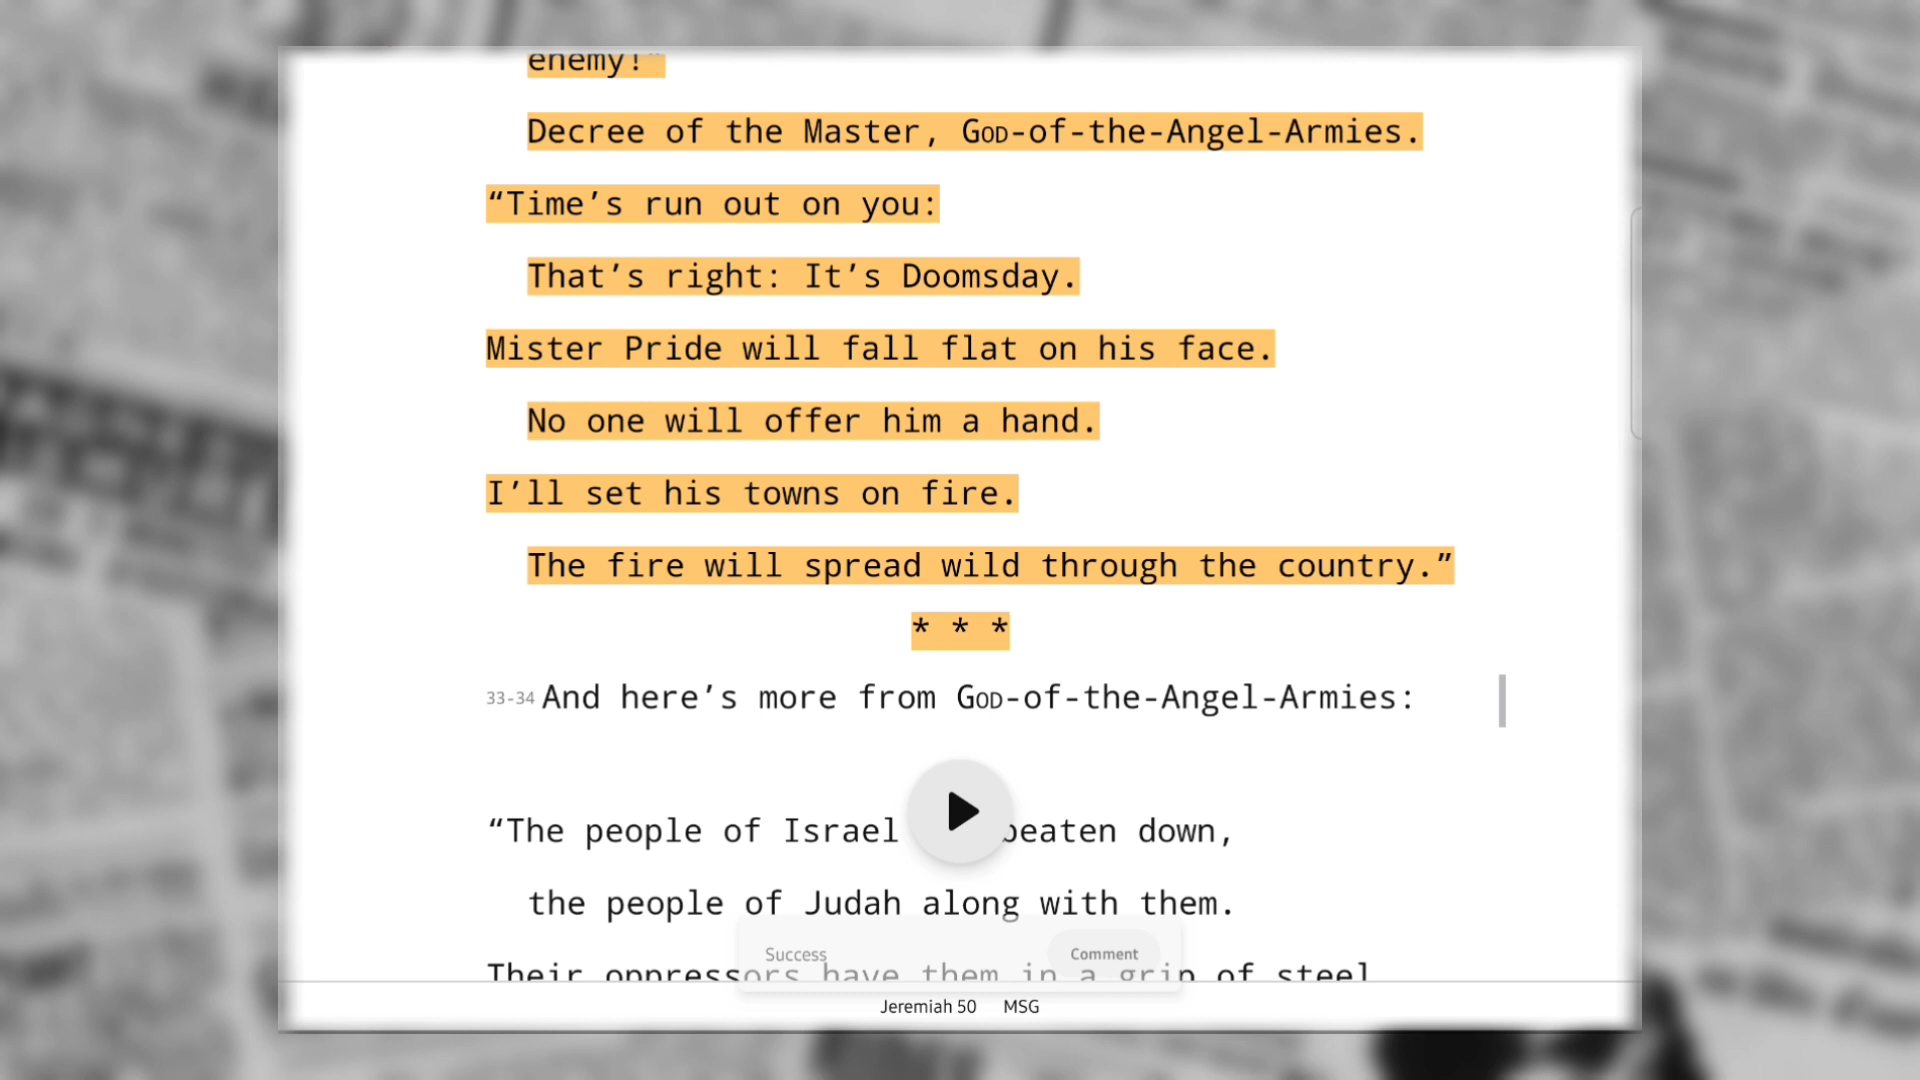 enemy!”
Decree of the Master, GOD-of-the-Angel-Armies.
“Time’s run out on you:
That’s right: It’s Doomsday.
Mister Pride will fall flat on his face.
No one will offer him a hand.
I’ll set his towns on fire.
The fire will spread wild through the country.”
* * *
33-34 And here’s more from GOD-of-the-Angel-Armies:
“The people of Israel beaten down,
the people of Judah along with them.
Success Comment
Their oppressors have them in a grip of steel
Jeremiah 50 MSG